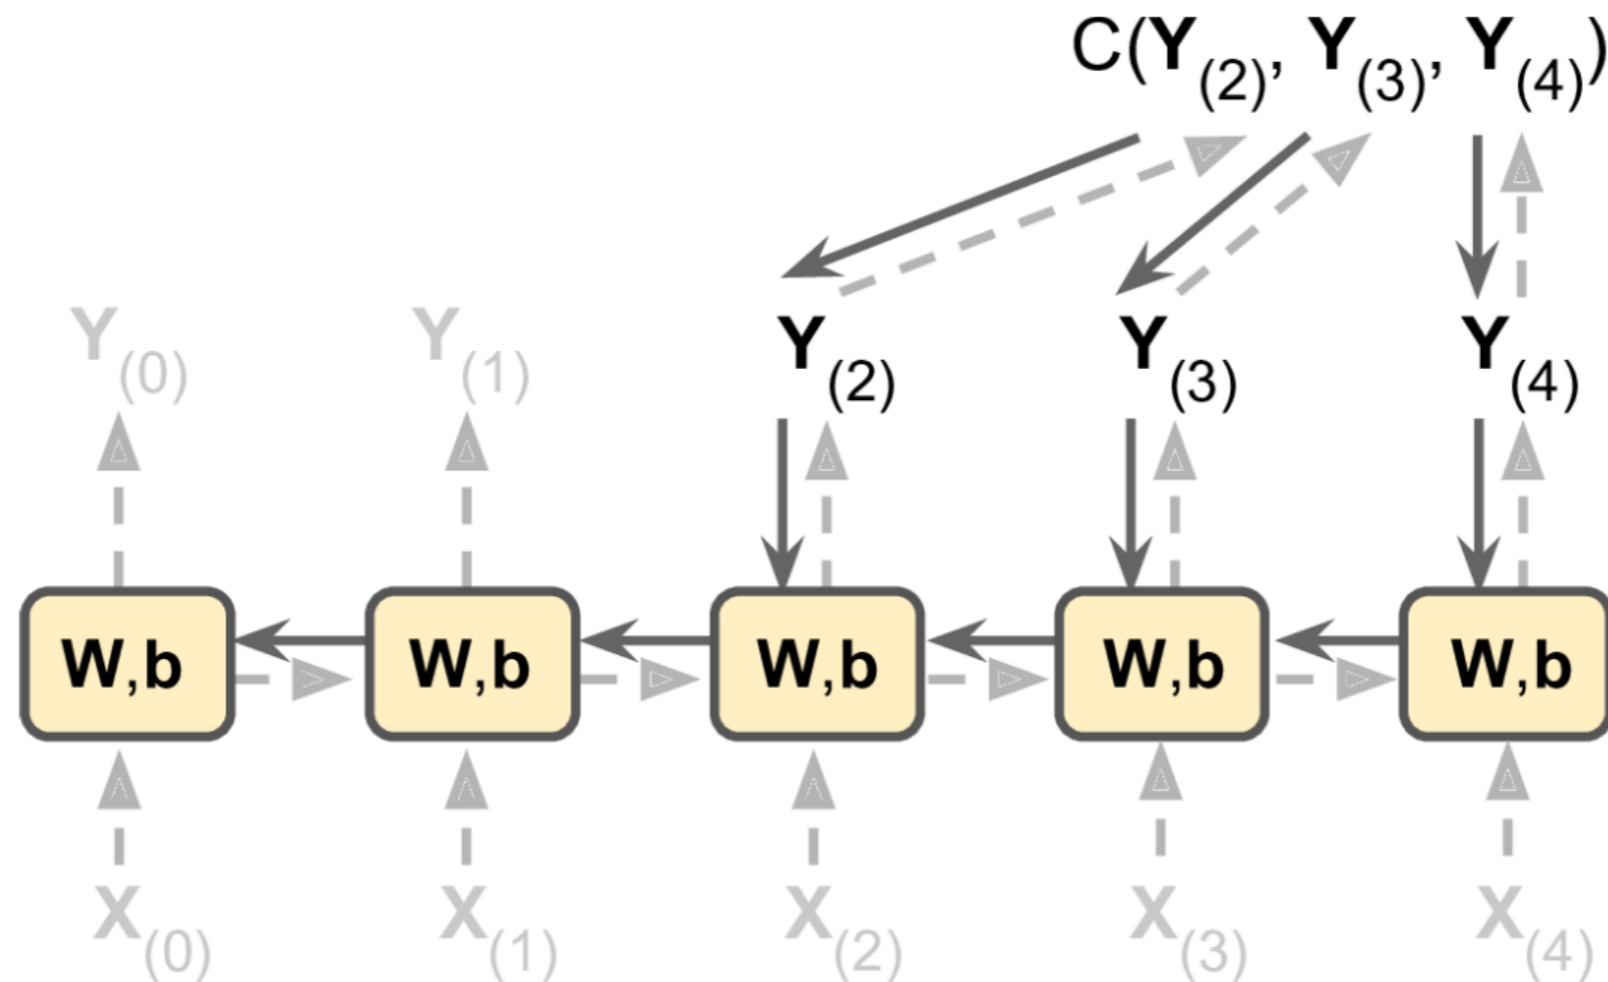 C(Y(2), Y(3), Y(4))
Y(0) Y(1) Y(2) Y(3) Y(4)
W,b W,b W,b W,b W,b
X(0) X(1) X(2) X(3) X(4)